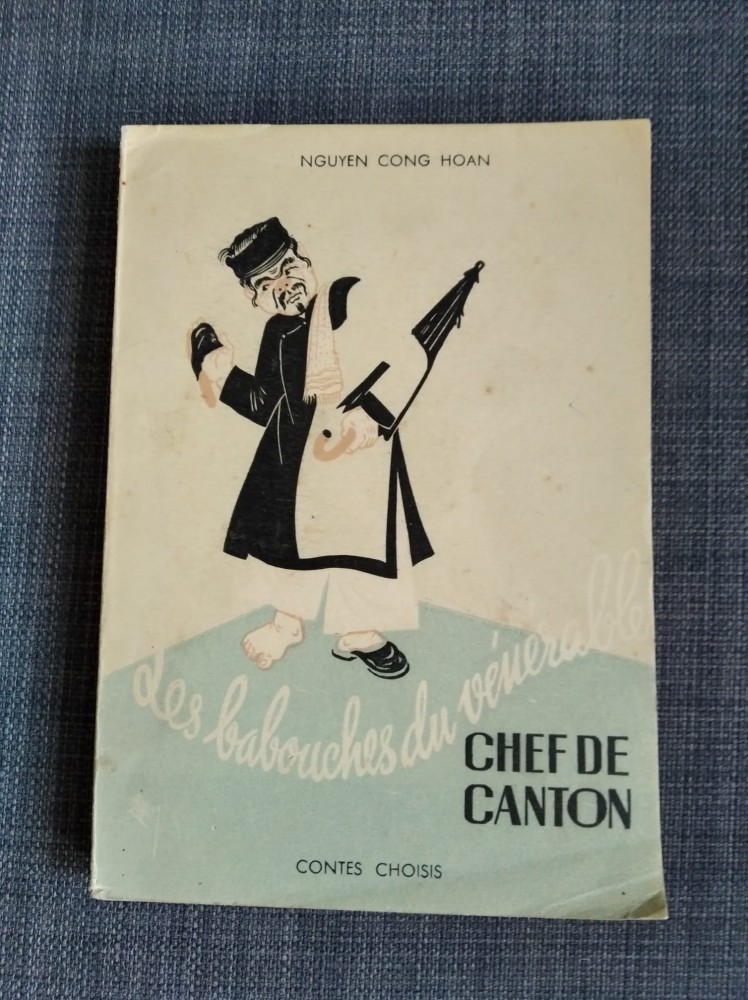 NGUYEN CONG HOAN
Les babouches du vénérable
CHEF DE
CANTON
CONTES CHOISIS